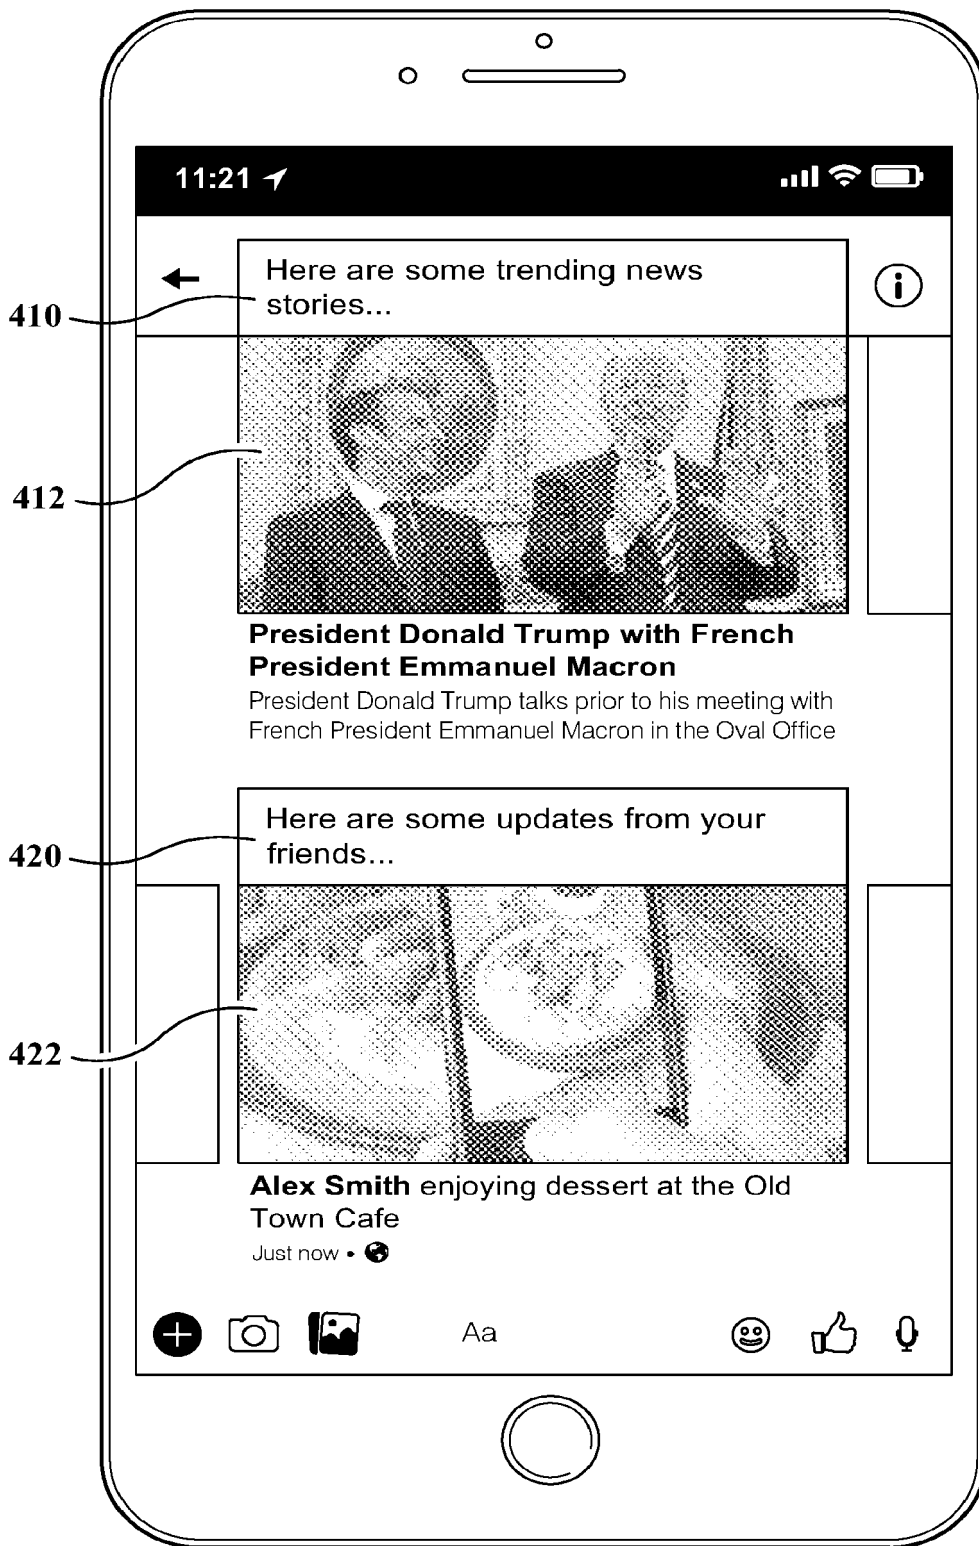 11:21
Here are some trending news
stories...
410
412
President Donald Trump with French
President Emmanuel Macron
President Donald Trump talks prior to his meeting with
French President Emmanuel Macron in the Oval Office
Here are some updates from your
friends...
420
422
Alex Smith enjoying dessert at the Old
Town Cafe
Just now •
Aa